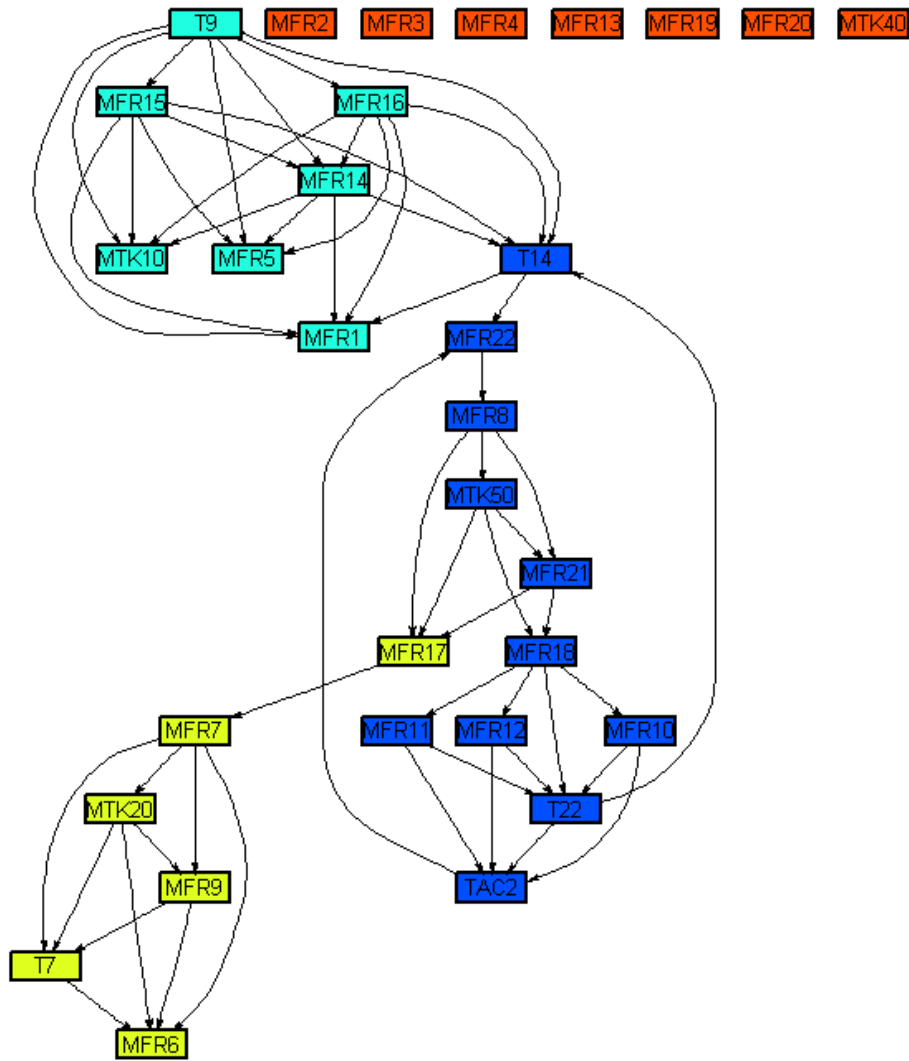 T9 MFR2 MFR3 MFR4 MFR13 MFR19 MFR20 MTK40
MFR15 MFR16
MFR14
MTK10 MFR5 T14
MFR1 MFR22
MFR8
MTK50
MFR21
MFR17 MFR18
MFR7 MFR11 MFR12 MFR10
MTK20 T22
MFR9 TAC2
T7
MFR6